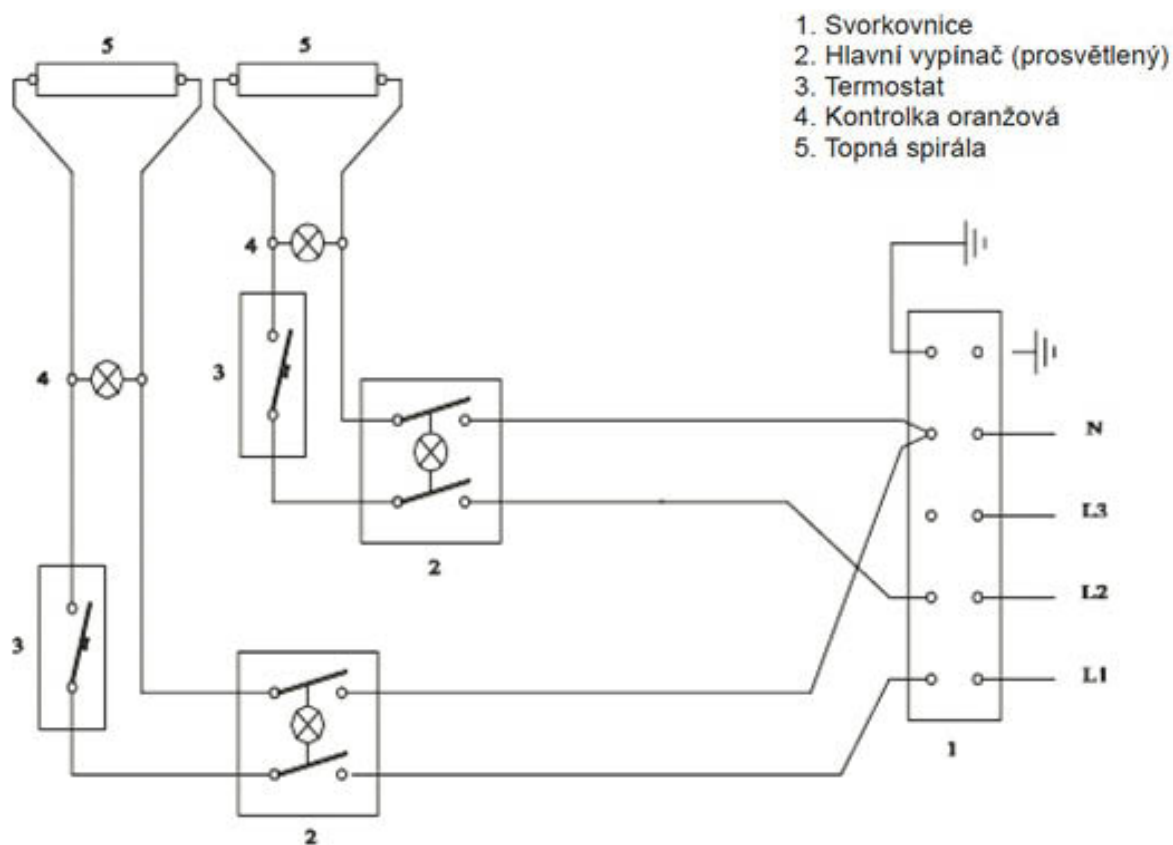 1. Svorkovnice
2. Hlavní vypínač (prosvětlený)
3. Termostat
4. Kontrolka oranžová
5. Topná spirála
5
5
4
4
3
3
2
2
N
L3
L2
L1
1